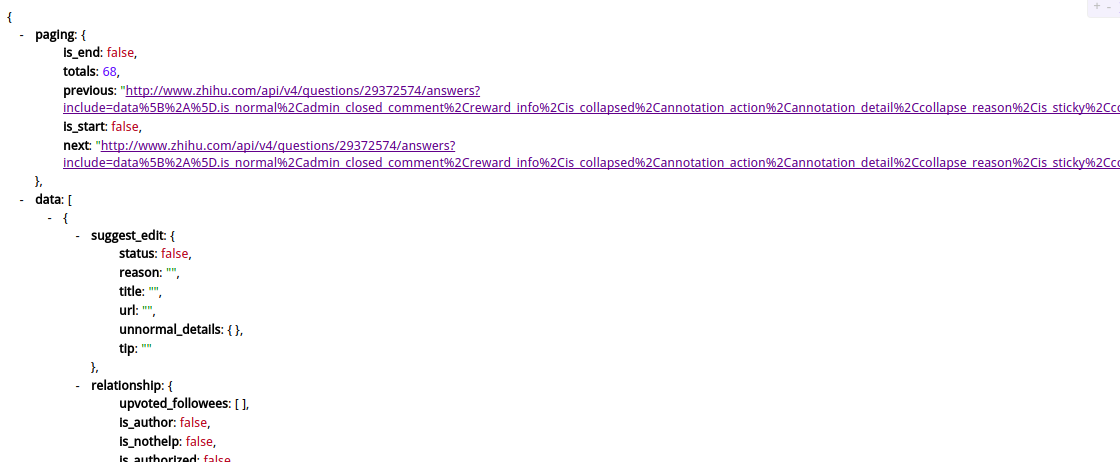 + -
{
- paging: {
is_end: false,
totals: 68,
previous: "http://www.zhihu.com/api/v4/questions/29372574/answers?
include=data%5B%2A%5D.is_normal%2Cadmin_closed_comment%2Creward_info%2Cis_collapsed%2Cannotation_action%2Cannotation_detail%2Ccollapse_reason%2Cis_sticky%2Cc
is_start: false,
next: "http://www.zhihu.com/api/v4/questions/29372574/answers?
include=data%5B%2A%5D.is_normal%2Cadmin_closed_comment%2Creward_info%2Cis_collapsed%2Cannotation_action%2Cannotation_detail%2Ccollapse_reason%2Cis_sticky%2Cc
},
- data: [
- {
- suggest_edit: {
status: false,
reason: "",
title: "",
url: "",
unnormal_details: { },
tip: ""
},
- relationship: {
upvoted_followees: [ ],
is_author: false,
is_nothelp: false,
is_authorized: false